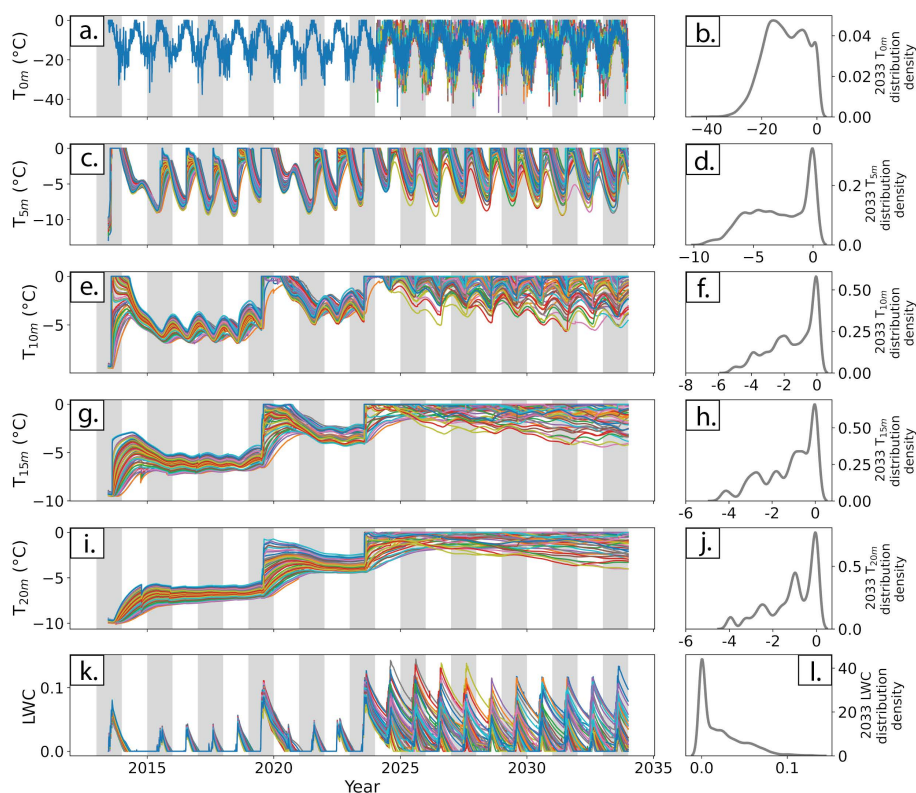 a.
T0m (°C)
0
−20
−40
b.
0.04
0.02
0.00
−40 −20 0
2033 T0m
distribution
density
c.
T5m (°C)
0
−5
−10
d.
0.2
0.0
−10 −5 0
2033 T5m
distribution
density
e.
T10m (°C)
0
−5
f.
0.50
0.25
0.00
−8 −6 −4 −2 0
2033 T10m
distribution
density
g.
T15m (°C)
0
−5
−10
h.
0.50
0.25
0.00
−6 −4 −2 0
2033 T15m
distribution
density
i.
T20m (°C)
0
−5
−10
j.
0.5
0.0
−6 −4 −2 0
2033 T20m
distribution
density
k.
LWC
0.1
0.0
2015 2020 2025 2030 2035
Year
l.
40
20
0
0.0 0.1
2033 LWC
distribution
density